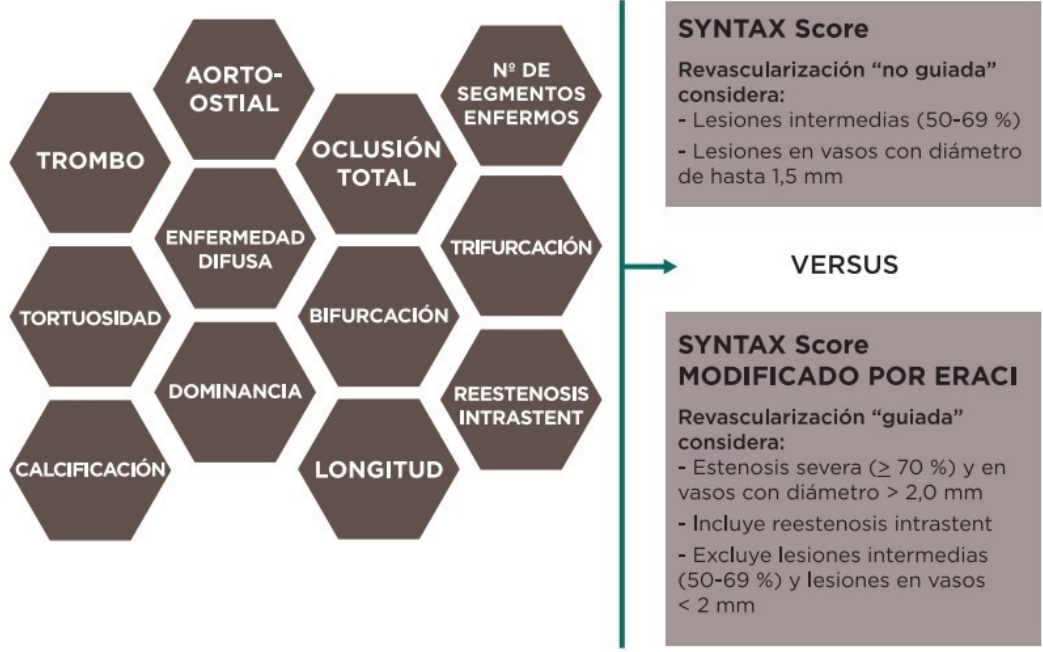 TROMBO
TORTUOSIDAD
CALCIFICACIÓN
AORTO-
OSTIAL
ENFERMEDAD
DIFUSA
DOMINANCIA
OCLUSIÓN
TOTAL
BIFURCACIÓN
LONGITUD
Nº DE
SEGMENTOS
ENFERMOS
TRIFURCACIÓN
REESTENOSIS
INTRASTENT
SYNTAX Score
Revascularización “no guiada”
considera:
- Lesiones intermedias (50-69 %)
- Lesiones en vasos con diámetro
de hasta 1,5 mm
VERSUS
SYNTAX Score
MODIFICADO POR ERACI
Revascularización “guiada”
considera:
- Estenosis severa (≥ 70 %) y en
vasos con diámetro > 2,0 mm
- Incluye reestenosis intrastent
- Excluye lesiones intermedias
(50-69 %) y lesiones en vasos
< 2 mm